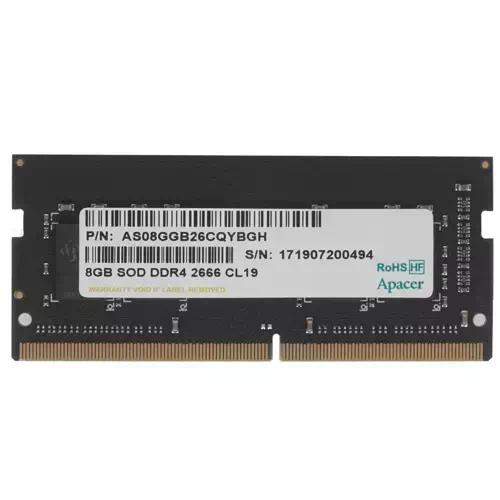 P/N: AS08GGB26CQYBGH
S/N: 171907200494
8GB SOD DDR4 2666 CL19
WARRANTY VOID IF LABEL REMOVED
RoHS HF
Apacer